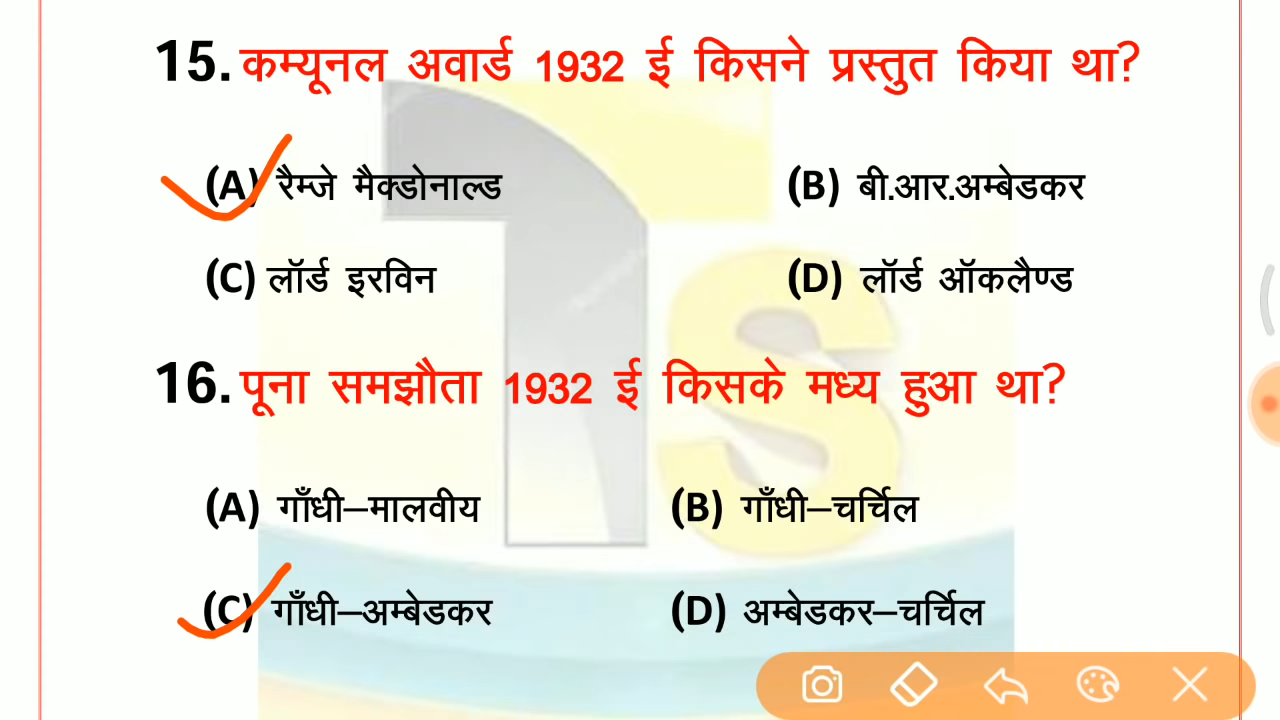 15. कम्यूनल अवार्ड 1932 ई किसने प्रस्तुत किया था?
(A) रैम्जे मैक्डोनाल्ड (B) बी.आर.अम्बेडकर
(C) लॉर्ड इरविन (D) लॉर्ड ऑकलैण्ड
16. पूना समझौता 1932 ई किसके मध्य हुआ था?
(A) गाँधी–मालवीय (B) गाँधी–चर्चिल
(C) गाँधी–अम्बेडकर (D) अम्बेडकर–चर्चिल